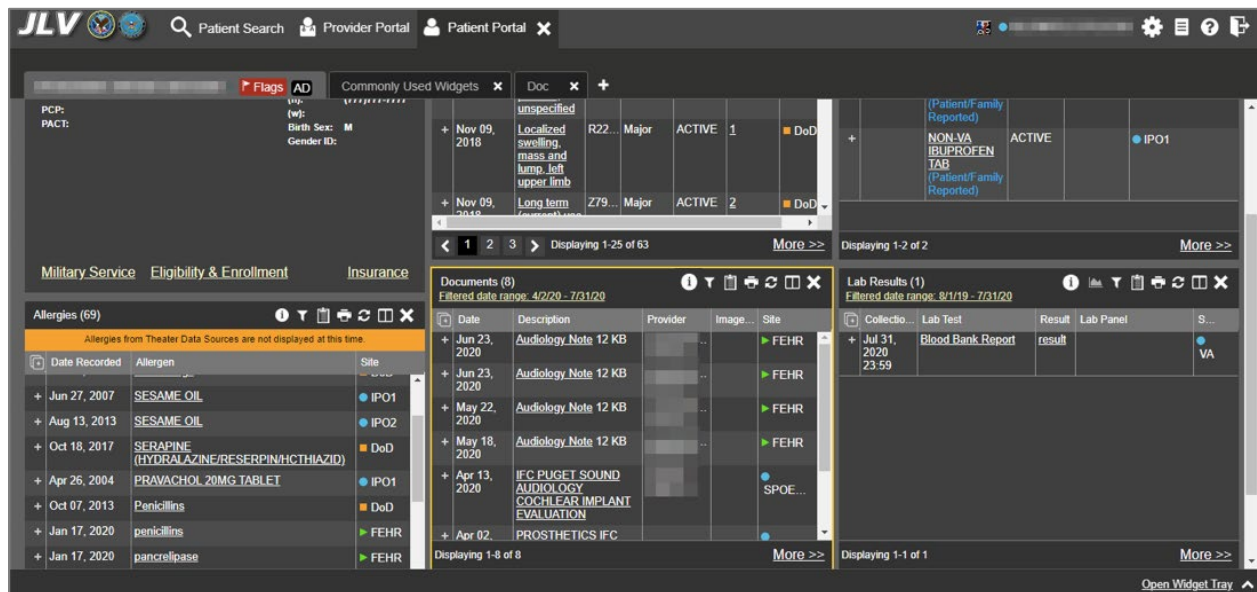 JLV Patient Search Provider Portal Patient Portal
Flags AD Commonly Used Widgets Doc
PCP:
PACT:
(w):
Birth Sex: M
Gender ID:
Military Service Eligibility & Enrollment Insurance
Allergies (69)
Allergies from Theater Data Sources are not displayed at this time.
Date Recorded Allergen Site
+ Jun 27, 2007 SESAME OIL IPO1
+ Aug 13, 2013 SESAME OIL IPO2
+ Oct 18, 2017 SERAPINE DoD
(HYDRALAZINE/RESERPIN/HCTHIAZID)
+ Apr 26, 2004 PRAVACHOL 20MG TABLET IPO1
+ Oct 07, 2013 Penicillins DoD
+ Jan 17, 2020 penicillins FEHR
+ Jan 17, 2020 pancrelipase FEHR
unspecified
+ Nov 09, Localized R22... Major ACTIVE 1 DoD
2018 swelling,
mass and
lump, left
upper limb
+ Nov 09, Long term Z79... Major ACTIVE 2 DoD
2018 (current) use
1 2 3 Displaying 1-25 of 63 More >>
Documents (8)
Filtered date range: 4/2/20 - 7/31/20
Date Description Provider Image... Site
+ Jun 23, Audiology Note 12 KB .. FEHR
2020
+ Jun 23, Audiology Note 12 KB .. FEHR
2020
+ May 22, Audiology Note 12 KB .. FEHR
2020
+ May 18, Audiology Note 12 KB .. FEHR
2020
+ Apr 13, IFC PUGET SOUND
2020 AUDIOLOGY SPOE...
COCHLEAR IMPLANT
EVALUATION
+ Apr 02, PROSTHETICS IFC
Displaying 1-8 of 8 More >>
(Patient/Family
Reported)
+ NON-VA ACTIVE IPO1
IBUPROFEN
TAB
(Patient/Family
Reported)
Displaying 1-2 of 2 More >>
Lab Results (1)
Filtered date range: 8/1/19 - 7/31/20
Collectio... Lab Test Result Lab Panel S...
+ Jul 31, Blood Bank Report result
2020 VA
23:59
Displaying 1-1 of 1 More >>
Open Widget Tray